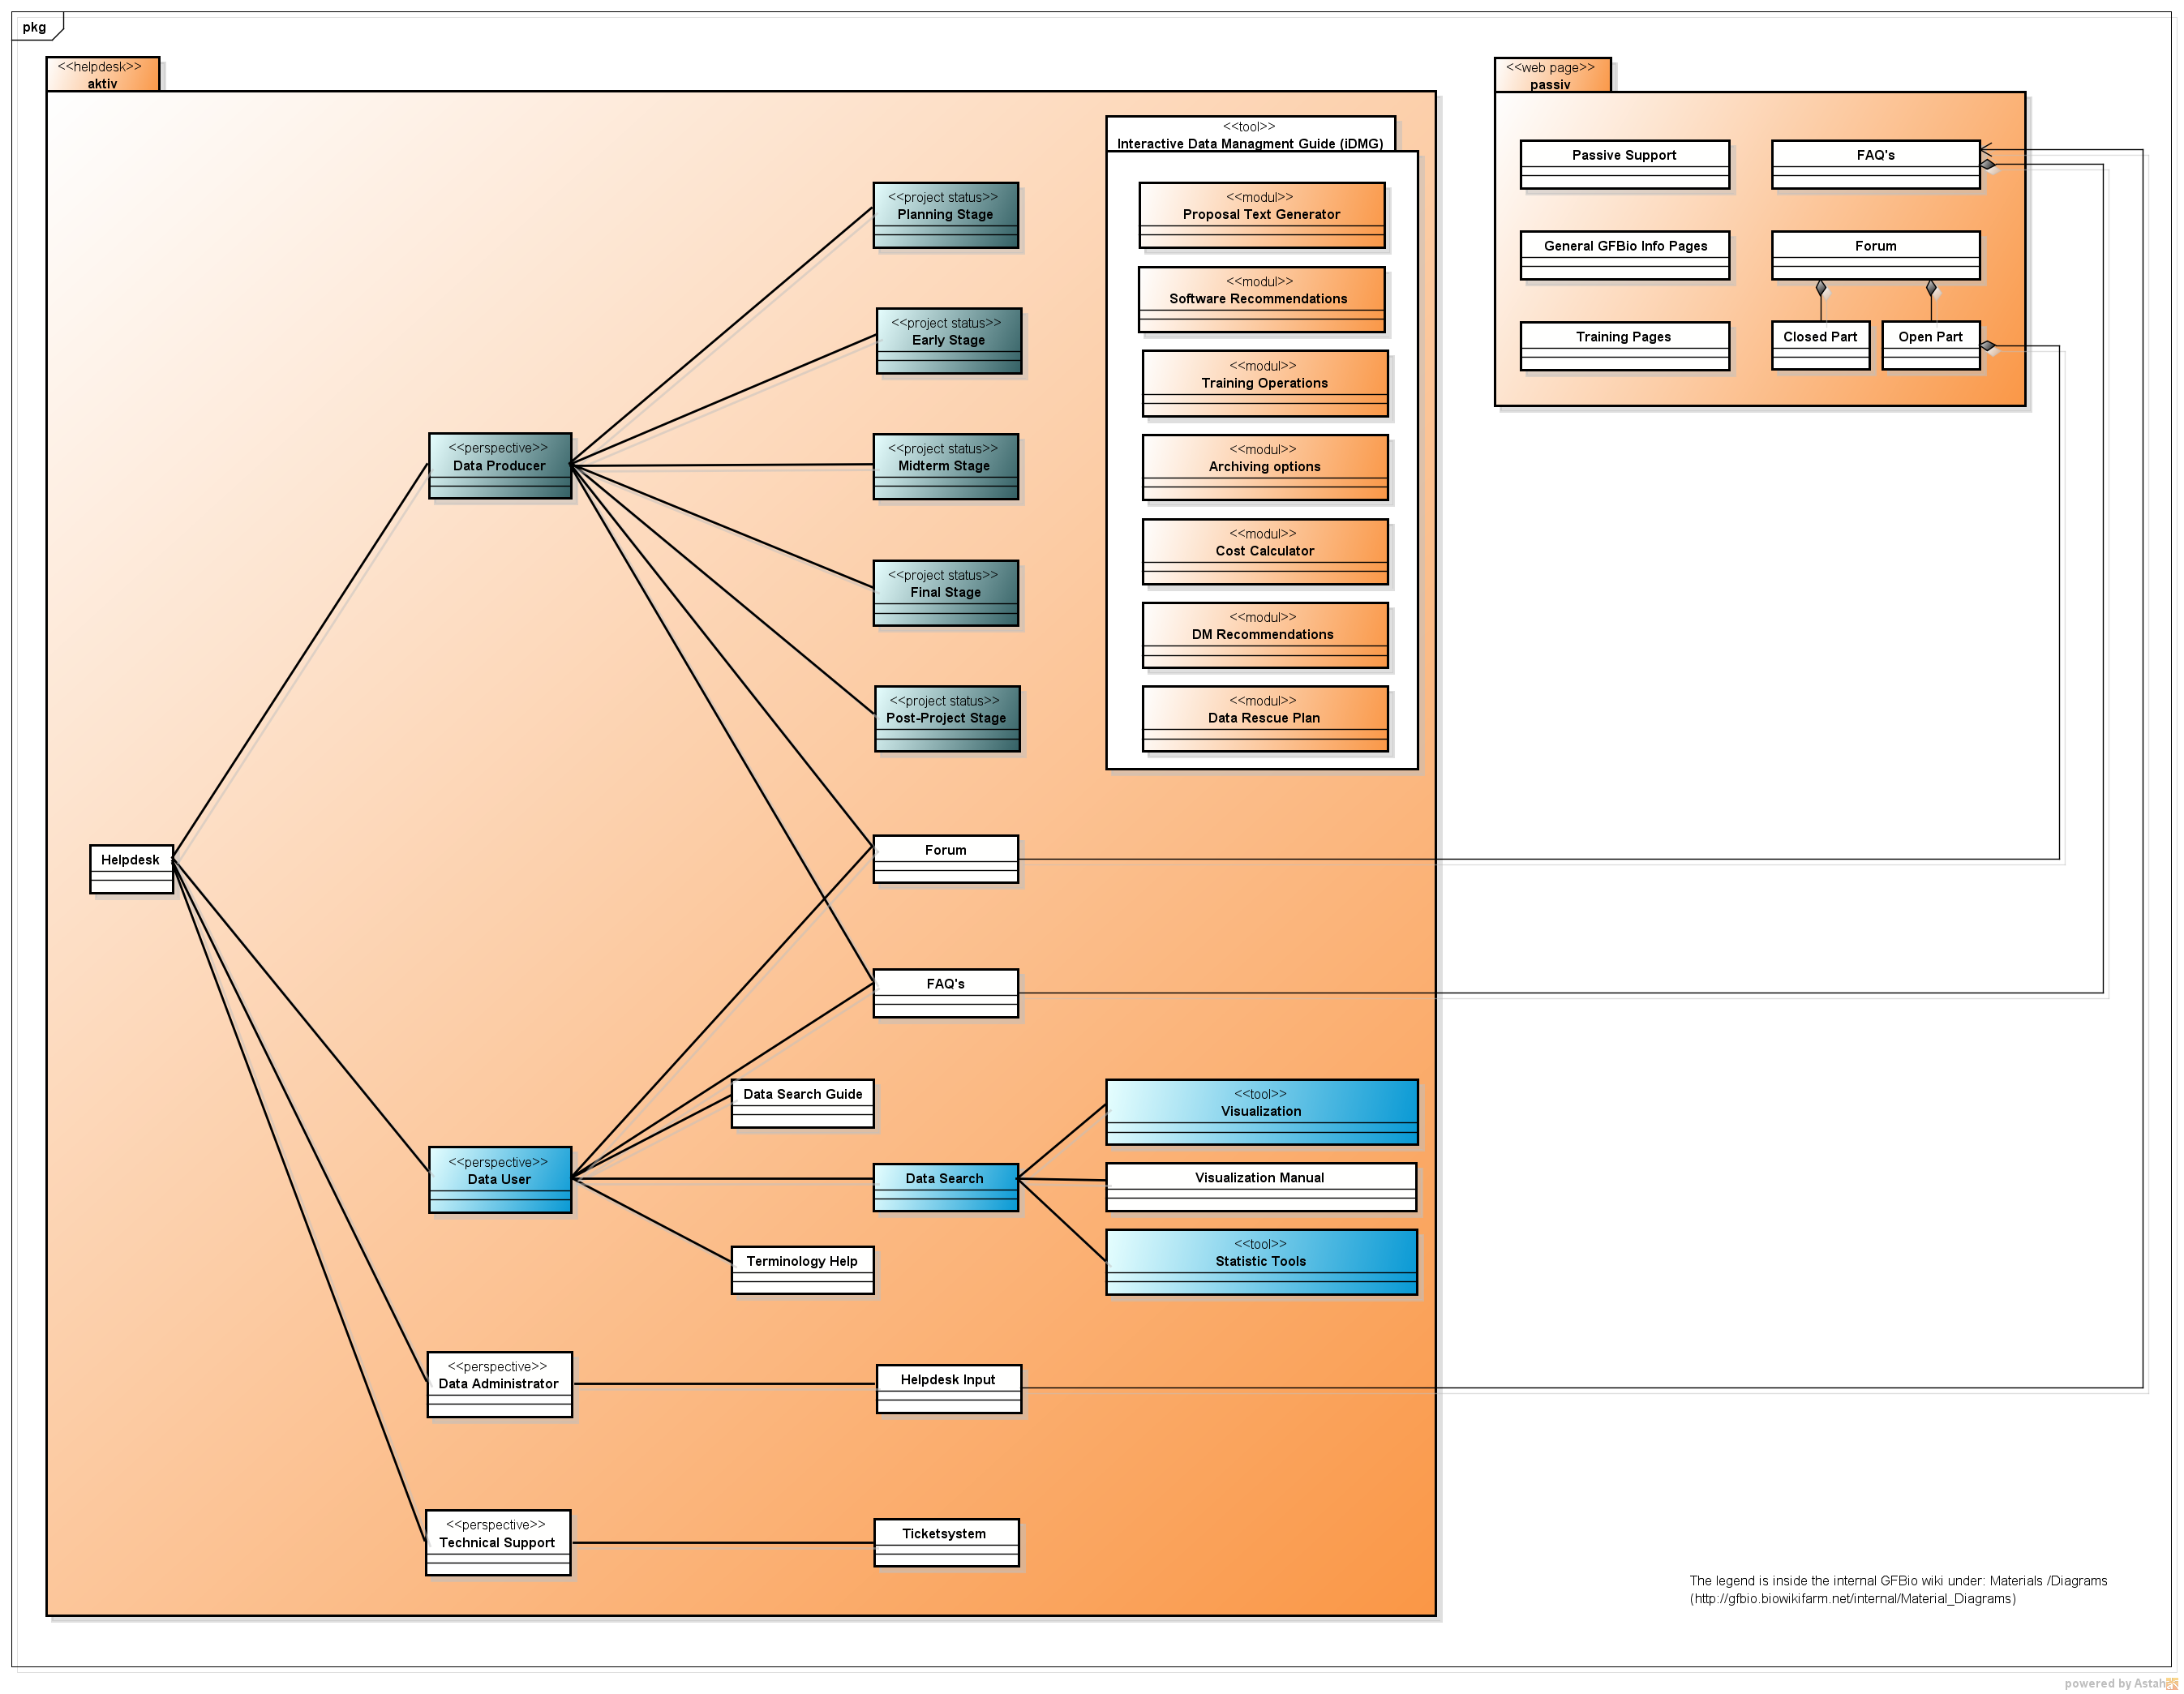 pkg
<<helpdesk>>
aktiv
<<web page>>
passiv
<<tool>>
Interactive Data Managment Guide (iDMG)
Passive Support
FAQ's
<<project status>>
Planning Stage
<<modul>>
Proposal Text Generator
General GFBio Info Pages
Forum
<<modul>>
Software Recommendations
<<project status>>
Early Stage
Training Pages
Closed Part
Open Part
<<modul>>
Training Operations
<<perspective>>
Data Producer
<<project status>>
Midterm Stage
<<modul>>
Archiving options
<<modul>>
Cost Calculator
<<project status>>
Final Stage
<<modul>>
DM Recommendations
<<project status>>
Post-Project Stage
<<modul>>
Data Rescue Plan
Helpdesk
Forum
FAQ's
Data Search Guide
<<tool>>
Visualization
<<perspective>>
Data User
Data Search
Visualization Manual
Terminology Help
<<tool>>
Statistic Tools
<<perspective>>
Data Administrator
Helpdesk Input
<<perspective>>
Technical Support
Ticketsystem
The legend is inside the internal GFBio wiki under: Materials /Diagrams
(http://gfbio.biowikifarm.net/internal/Material_Diagrams)
powered by Astah